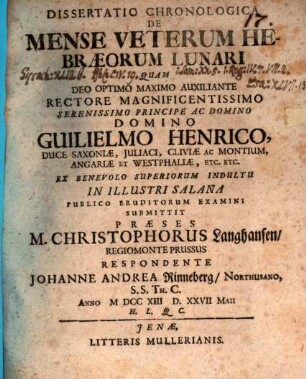 17.
DISSERTATIO CHRONOLOGICA
DE
MENSE VETERUM HE-
BRÆORUM LUNARI
QUAM
DEO OPTIMO MAXIMO AUXILIANTE
RECTORE MAGNIFICENTISSIMO
SERENISSIMO PRINCIPE AC DOMINO
DOMINO
GUILIELMO HENRICO,
DUCE SAXONIÆ, JULIACI, CLIVIÆ AC MONTIUM,
ANGARIÆ ET WESTPHALIÆ, ETC. ETC.
EX BENEVOLO SUPERIORUM INDULTU
IN ILLUSTRI SALANA
PUBLICO ERUDITORUM EXAMINI
SUBMITTIT
PRÆSES
M. CHRISTOPHORUS Langhansen/
REGIOMONTE PRUSSUS
RESPONDENTE
JOHANNE ANDREA Rinneberg/ NORTHUSANO,
S. S. TH. C.
ANNO M DCC XIII D. XXVII MAII
H. L. Q. C.
JENÆ,
LITTERIS MULLERIANIS.